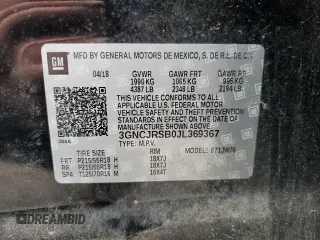 GM MFD BY GENERAL MOTORS DE MEXICO, S. DE R.L. DE C.V.
04/18 GVWR GAWR FRT GAWR RR
1990 KG 1065 KG 995 KG
4387 LB 2348 LB 2194 LB
THIS VEHICLE CONFORMS TO ALL APPLICABLE FEDERAL MOTOR VEHICLE SAFETY, BUMPER, AND THEFT PREVENTION STANDARDS IN EFFECT ON THE DATE OF MANUFACTURE SHOWN ABOVE.
3GNCJRSB0JL369367
TYPE: M.P.V. MODEL: 1JW76
FRT P215/55R18 H 18X7J
RR P215/55R18 H 18X7J
SPA T125/70R16 M 16X4T